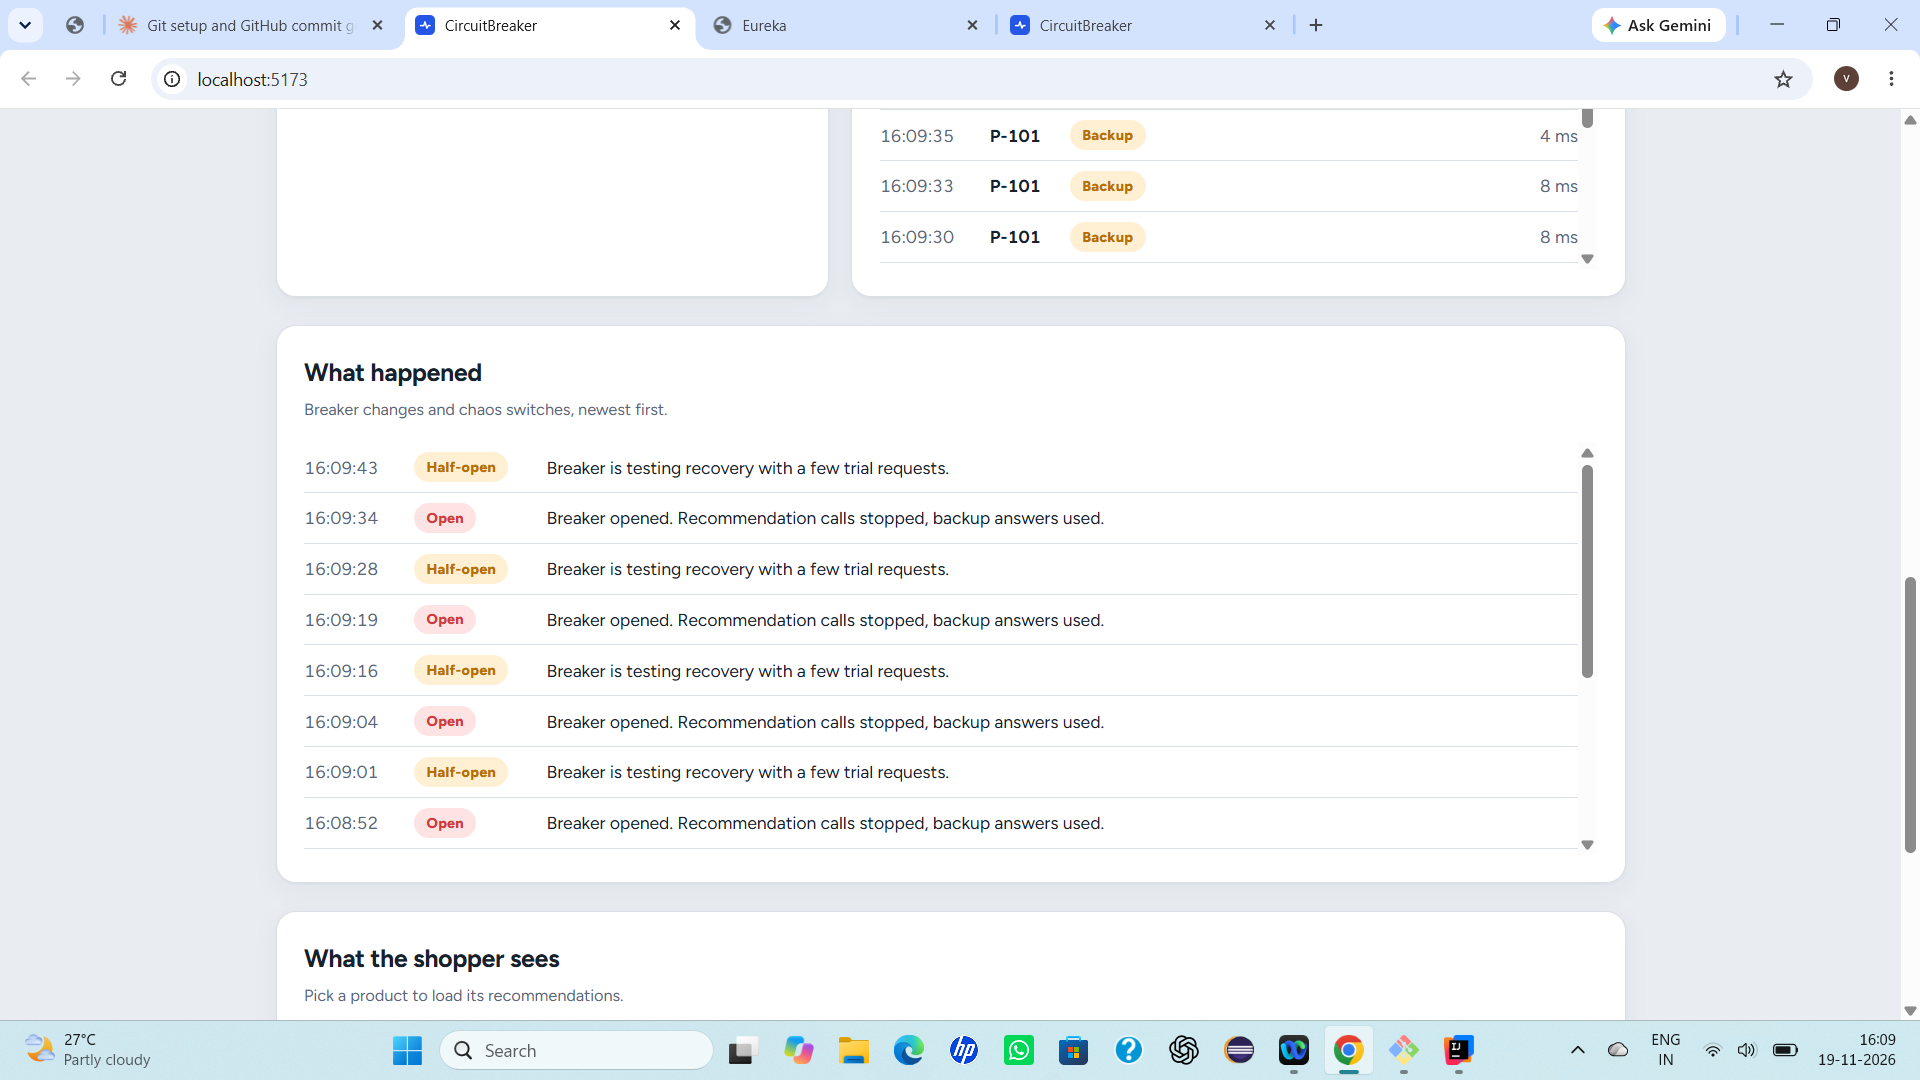 Git setup and GitHub commit g
CircuitBreaker
Eureka
CircuitBreaker
Ask Gemini
localhost:5173
V
16:09:35 P-101 Backup 4 ms
16:09:33 P-101 Backup 8 ms
16:09:30 P-101 Backup 8 ms
What happened
Breaker changes and chaos switches, newest first.
16:09:43 Half-open Breaker is testing recovery with a few trial requests.
16:09:34 Open Breaker opened. Recommendation calls stopped, backup answers used.
16:09:28 Half-open Breaker is testing recovery with a few trial requests.
16:09:19 Open Breaker opened. Recommendation calls stopped, backup answers used.
16:09:16 Half-open Breaker is testing recovery with a few trial requests.
16:09:04 Open Breaker opened. Recommendation calls stopped, backup answers used.
16:09:01 Half-open Breaker is testing recovery with a few trial requests.
16:08:52 Open Breaker opened. Recommendation calls stopped, backup answers used.
What the shopper sees
Pick a product to load its recommendations.
27°C
Partly cloudy
Search
hp
IJ
ENG
IN
16:09
19-11-2026